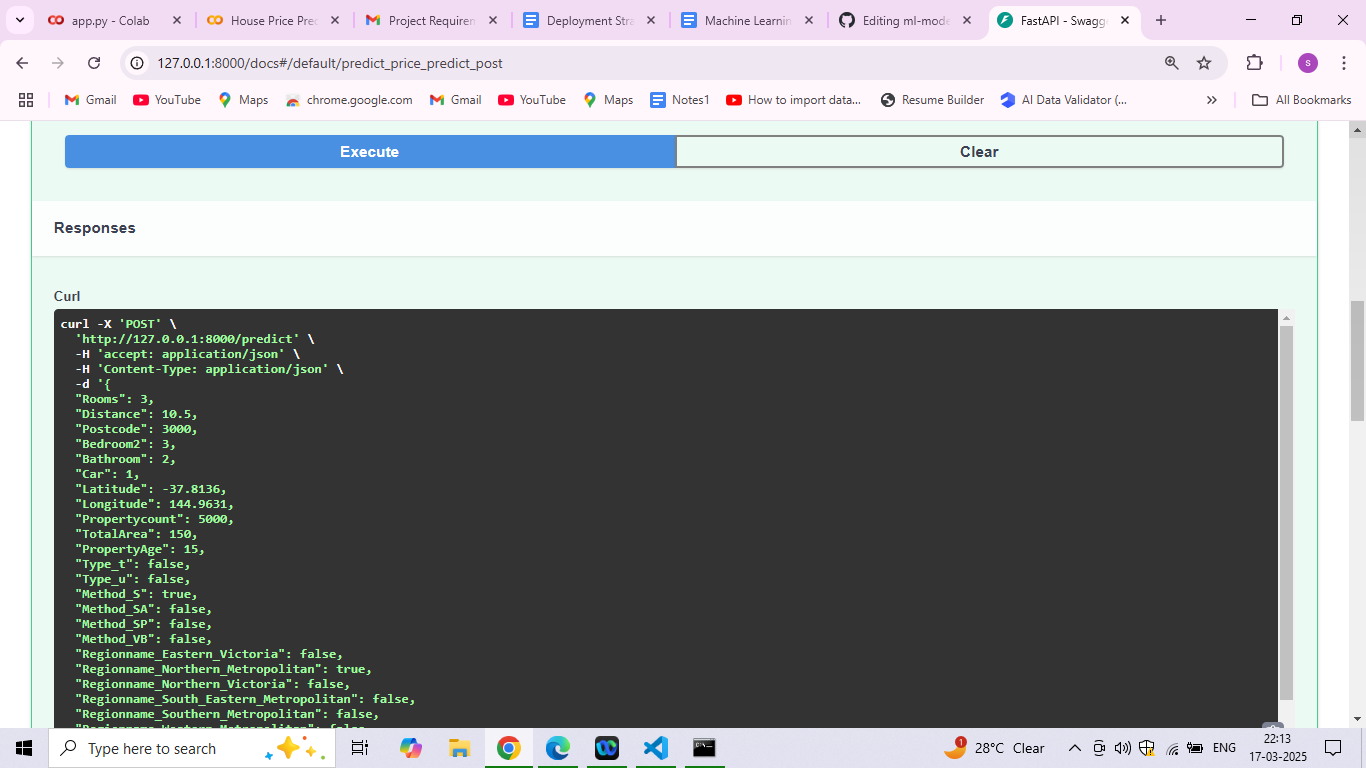 app.py - Colab
House Price Pred
Project Requirem
Deployment Stra
Machine Learnin
Editing ml-mode
FastAPI - Swagg
127.0.0.1:8000/docs#/default/predict_price_predict_post
S
Gmail
YouTube
Maps
chrome.google.com
Gmail
YouTube
Maps
Notes1
How to import data...
Resume Builder
AI Data Validator (...
All Bookmarks
Execute
Clear
Responses
Curl
curl -X 'POST' \
'http://127.0.0.1:8000/predict' \
-H 'accept: application/json' \
-H 'Content-Type: application/json' \
-d '{
"Rooms": 3,
"Distance": 10.5,
"Postcode": 3000,
"Bedroom2": 3,
"Bathroom": 2,
"Car": 1,
"Latitude": -37.8136,
"Longitude": 144.9631,
"Propertycount": 5000,
"TotalArea": 150,
"PropertyAge": 15,
"Type_t": false,
"Type_u": false,
"Method_S": true,
"Method_SA": false,
"Method_SP": false,
"Method_VB": false,
"Regionname_Eastern_Victoria": false,
"Regionname_Northern_Metropolitan": true,
"Regionname_Northern_Victoria": false,
"Regionname_South_Eastern_Metropolitan": false,
"Regionname_Southern_Metropolitan": false,
Type here to search
1
28°C Clear
ENG
22:13
17-03-2025